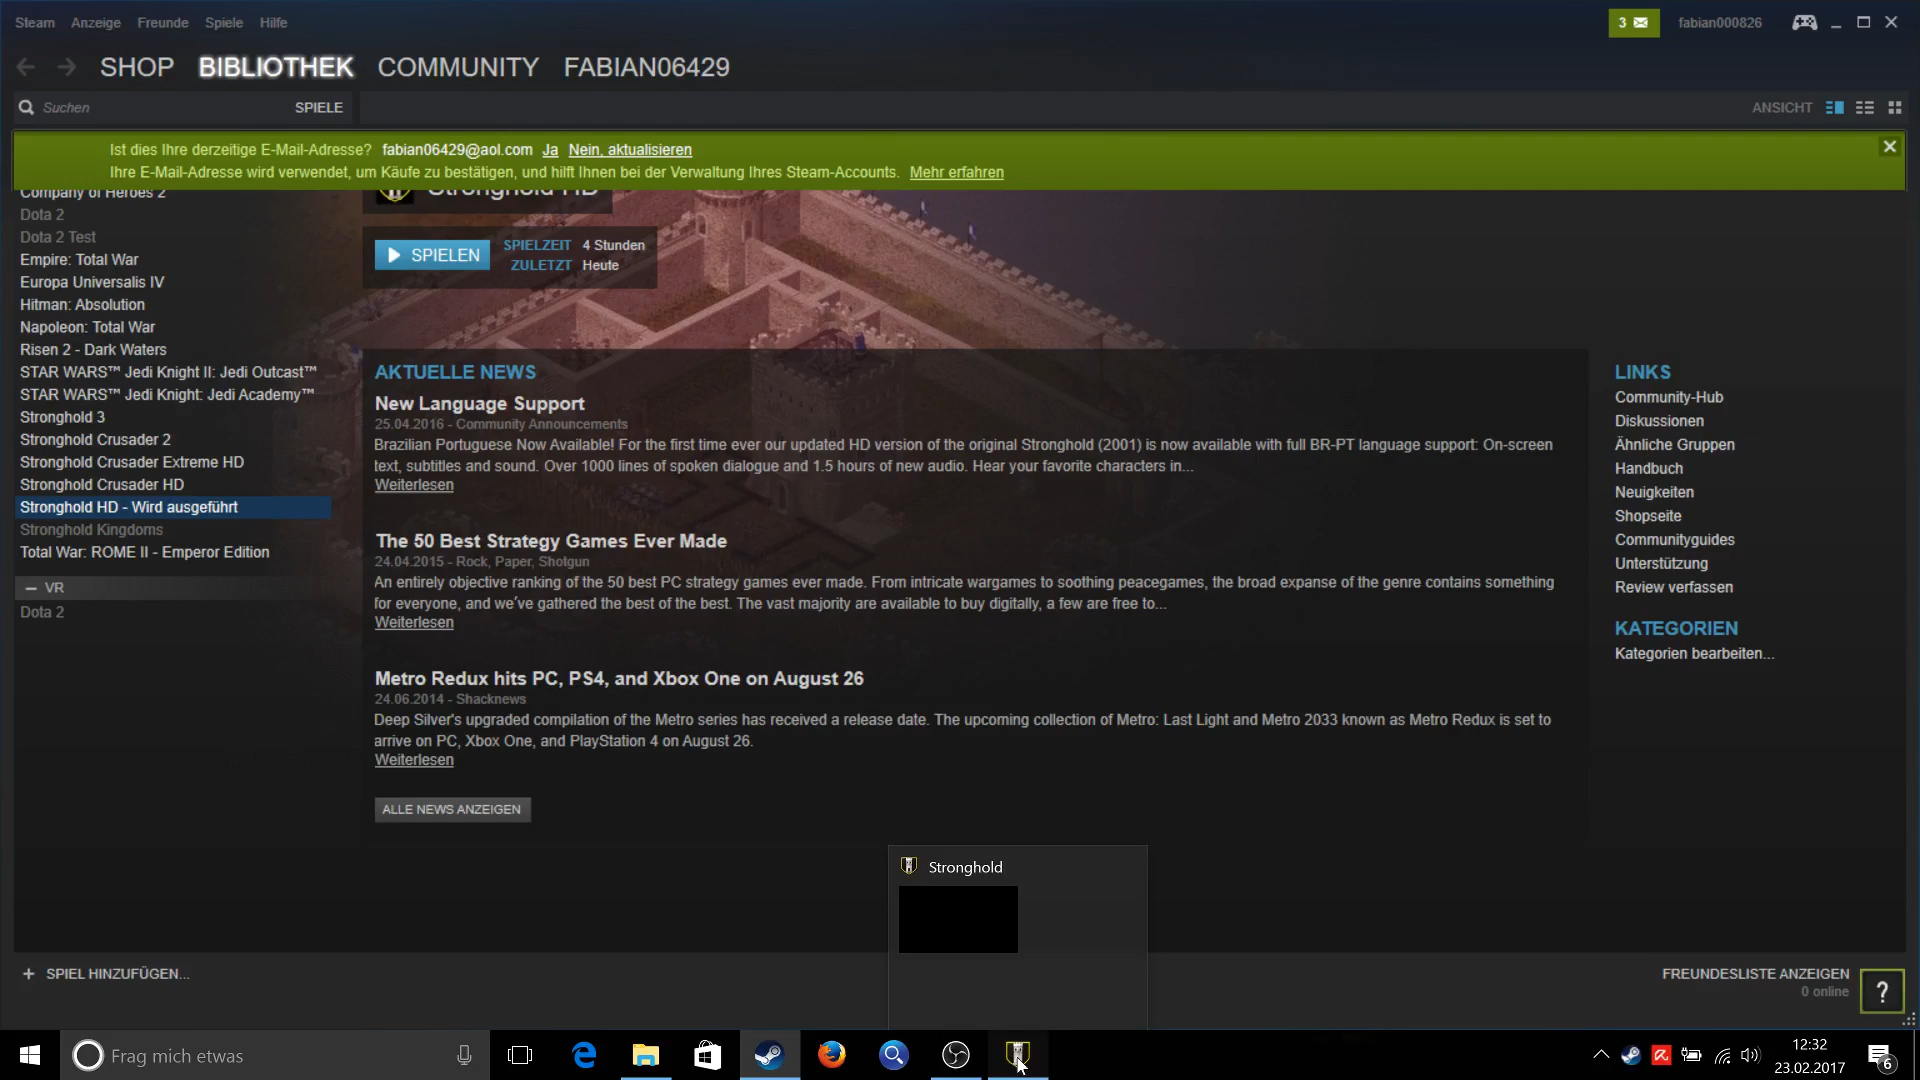 Steam Anzeige Freunde Spiele Hilfe
3 fabian000826
SHOP BIBLIOTHEK COMMUNITY FABIAN06429
Suchen SPIELE ANSICHT
Ist dies Ihre derzeitige E-Mail-Adresse? fabian06429@aol.com Ja Nein, aktualisieren
Ihre E-Mail-Adresse wird verwendet, um Käufe zu bestätigen, und hilft Ihnen bei der Verwaltung Ihres Steam-Accounts. Mehr erfahren
Company of Heroes 2
Dota 2
Dota 2 Test
Empire: Total War
Europa Universalis IV
Hitman: Absolution
Napoleon: Total War
Risen 2 - Dark Waters
STAR WARS™ Jedi Knight II: Jedi Outcast™
STAR WARS™ Jedi Knight: Jedi Academy™
Stronghold 3
Stronghold Crusader 2
Stronghold Crusader Extreme HD
Stronghold Crusader HD
Stronghold HD - Wird ausgeführt
Stronghold Kingdoms
Total War: ROME II - Emperor Edition
VR
Dota 2
Stronghold HD
SPIELEN
SPIELZEIT 4 Stunden
ZULETZT Heute
AKTUELLE NEWS
New Language Support
25.04.2016 - Community Announcements
Brazilian Portuguese Now Available! For the first time ever our updated HD version of the original Stronghold (2001) is now available with full BR-PT language support: On-screen
text, subtitles and sound. Over 1000 lines of spoken dialogue and 1.5 hours of new audio. Hear your favorite characters in...
Weiterlesen
The 50 Best Strategy Games Ever Made
24.04.2015 - Rock, Paper, Shotgun
An entirely objective ranking of the 50 best PC strategy games ever made. From intricate wargames to soothing peacegames, the broad expanse of the genre contains something
for everyone, and we've gathered the best of the best. The vast majority are available to buy digitally, a few are free to...
Weiterlesen
Metro Redux hits PC, PS4, and Xbox One on August 26
24.06.2014 - Shacknews
Deep Silver's upgraded compilation of the Metro series has received a release date. The upcoming collection of Metro: Last Light and Metro 2033 known as Metro Redux is set to
arrive on PC, Xbox One, and PlayStation 4 on August 26.
Weiterlesen
ALLE NEWS ANZEIGEN
LINKS
Community-Hub
Diskussionen
Ähnliche Gruppen
Handbuch
Neuigkeiten
Shopseite
Communityguides
Unterstützung
Review verfassen
KATEGORIEN
Kategorien bearbeiten...
Stronghold
+ SPIEL HINZUFÜGEN...
FREUNDESLISTE ANZEIGEN
0 online
?
Frag mich etwas
12:32
23.02.2017
6